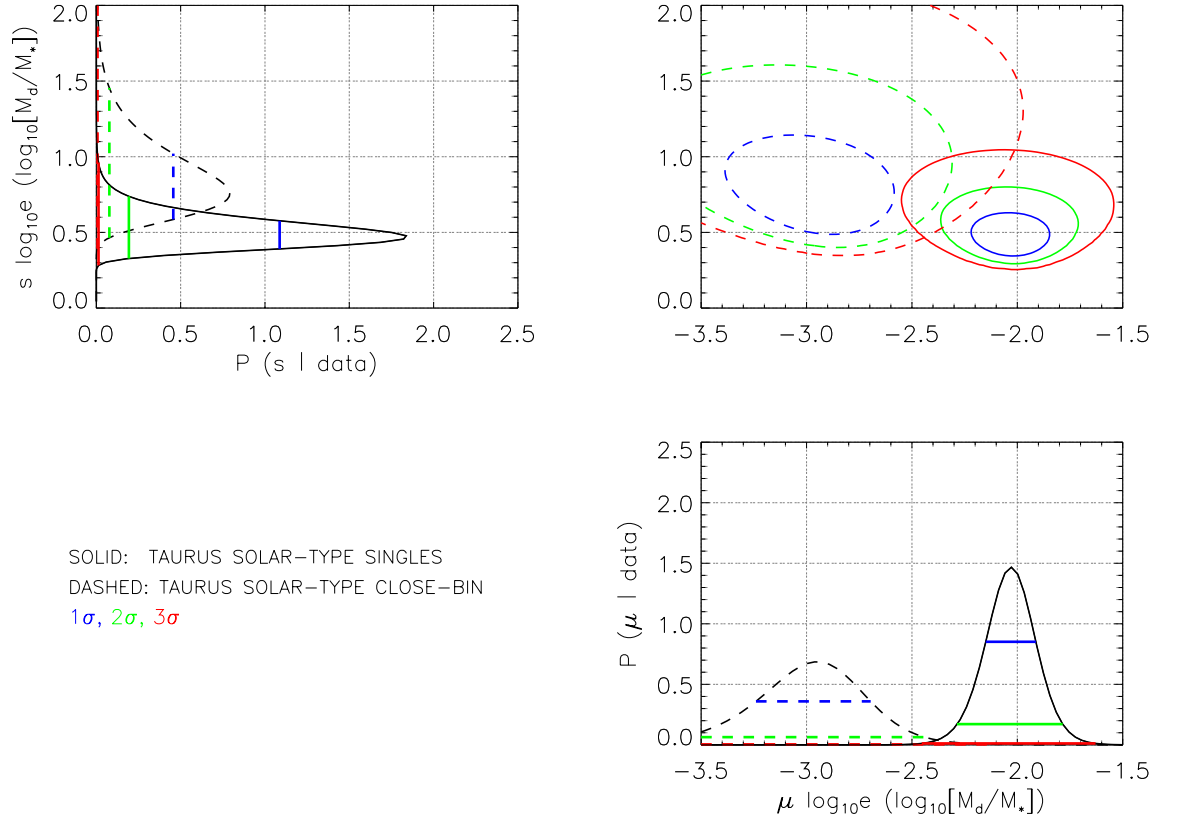 2.0
1.5
1.0
0.5
0.0
s log₁₀e (log₁₀[M_d/M_*])
0.0 0.5 1.0 1.5 2.0 2.5
P (s | data)
2.0
1.5
1.0
0.5
0.0
−3.5 −3.0 −2.5 −2.0 −1.5
SOLID: TAURUS SOLAR−TYPE SINGLES
DASHED: TAURUS SOLAR−TYPE CLOSE−BIN
1σ, 2σ, 3σ
2.5
2.0
1.5
1.0
0.5
0.0
P (μ | data)
−3.5 −3.0 −2.5 −2.0 −1.5
μ log₁₀e (log₁₀[M_d/M_*])